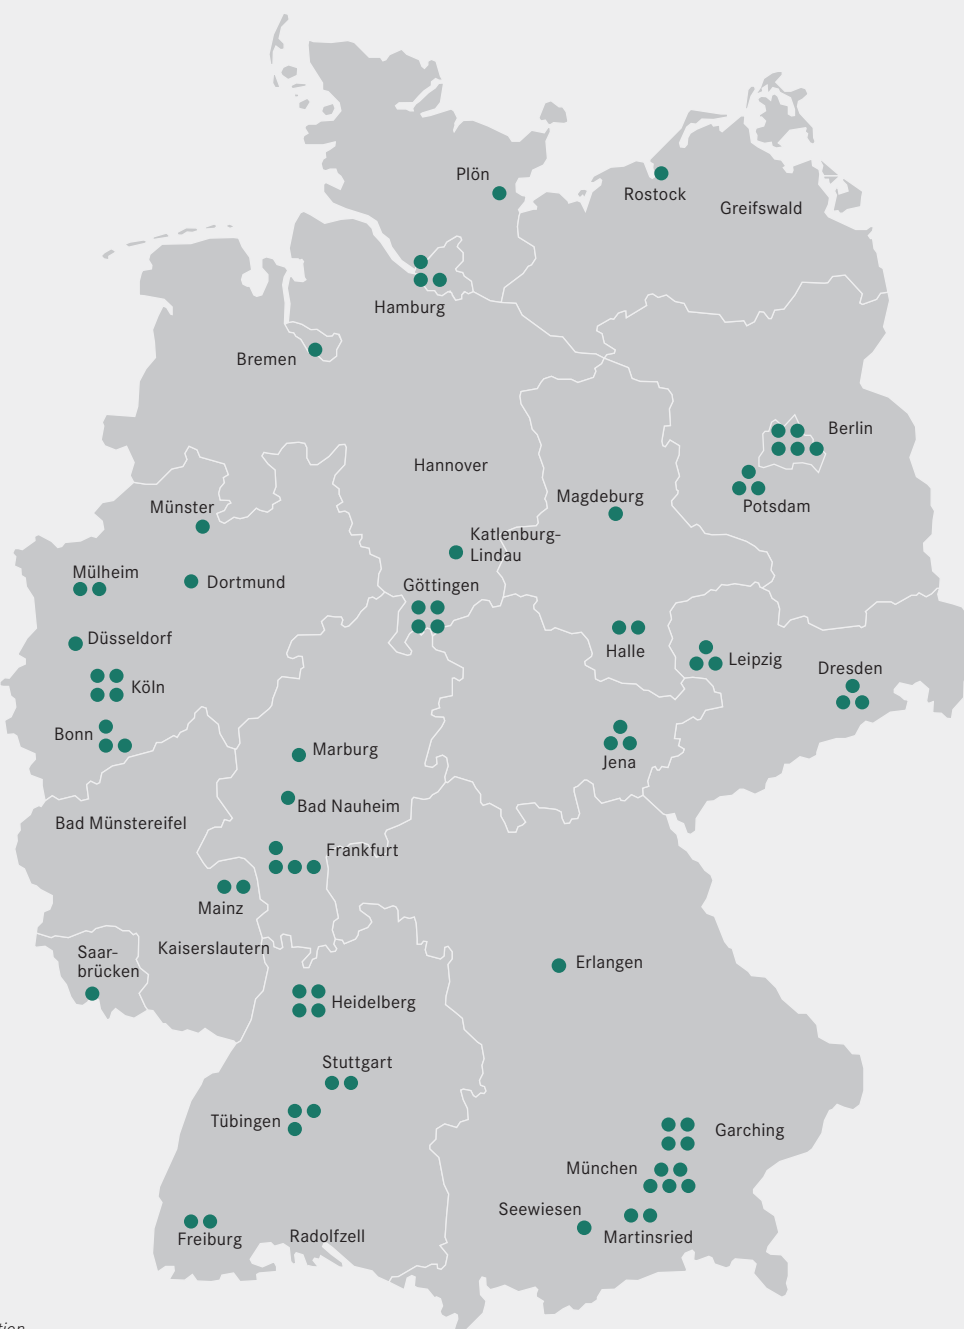 Plön
Rostock
Greifswald
Hamburg
Bremen
Berlin
Hannover
Magdeburg
Potsdam
Münster
Katlenburg-
Lindau
Mülheim
Dortmund
Göttingen
Düsseldorf
Halle
Leipzig
Dresden
Köln
Bonn
Marburg
Jena
Bad Nauheim
Bad Münstereifel
Frankfurt
Mainz
Kaiserslautern
Saar-
brücken
Erlangen
Heidelberg
Stuttgart
Tübingen
Garching
München
Seewiesen
Martinsried
Freiburg
Radolfzell